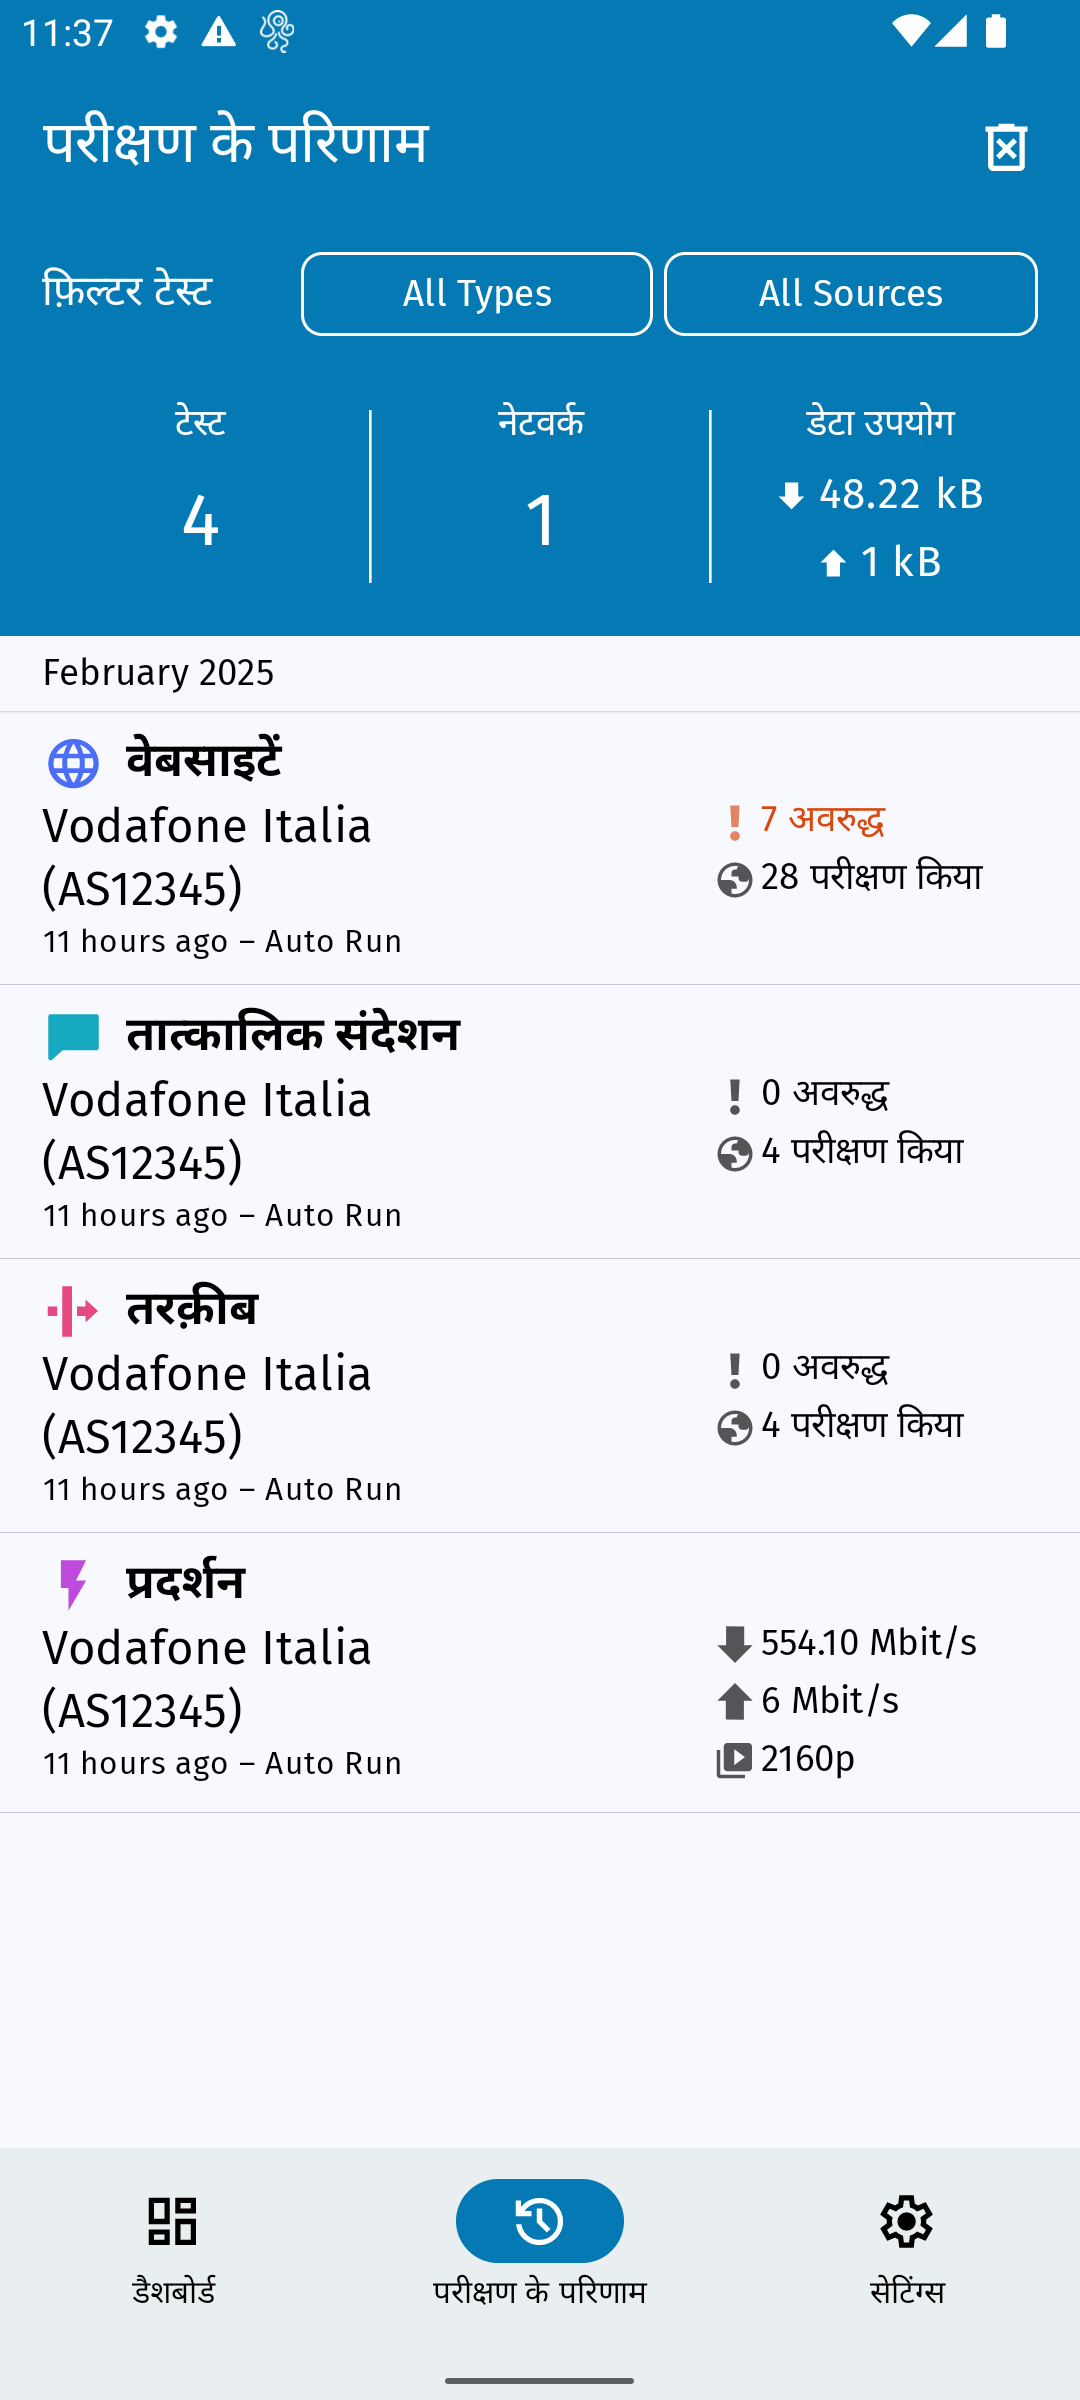 11:37
परीक्षण के परिणाम
फ़िल्टर टेस्ट
All Types
All Sources
टेस्ट
4
नेटवर्क
1
डेटा उपयोग
48.22 kB
1 kB
February 2025
वेबसाइटें
Vodafone Italia
(AS12345)
11 hours ago – Auto Run
7 अवरुद्ध
28 परीक्षण किया
तात्कालिक संदेशन
Vodafone Italia
(AS12345)
11 hours ago – Auto Run
0 अवरुद्ध
4 परीक्षण किया
तरक़ीब
Vodafone Italia
(AS12345)
11 hours ago – Auto Run
0 अवरुद्ध
4 परीक्षण किया
प्रदर्शन
Vodafone Italia
(AS12345)
11 hours ago – Auto Run
554.10 Mbit/s
6 Mbit/s
2160p
डैशबोर्ड
परीक्षण के परिणाम
सेटिंग्स